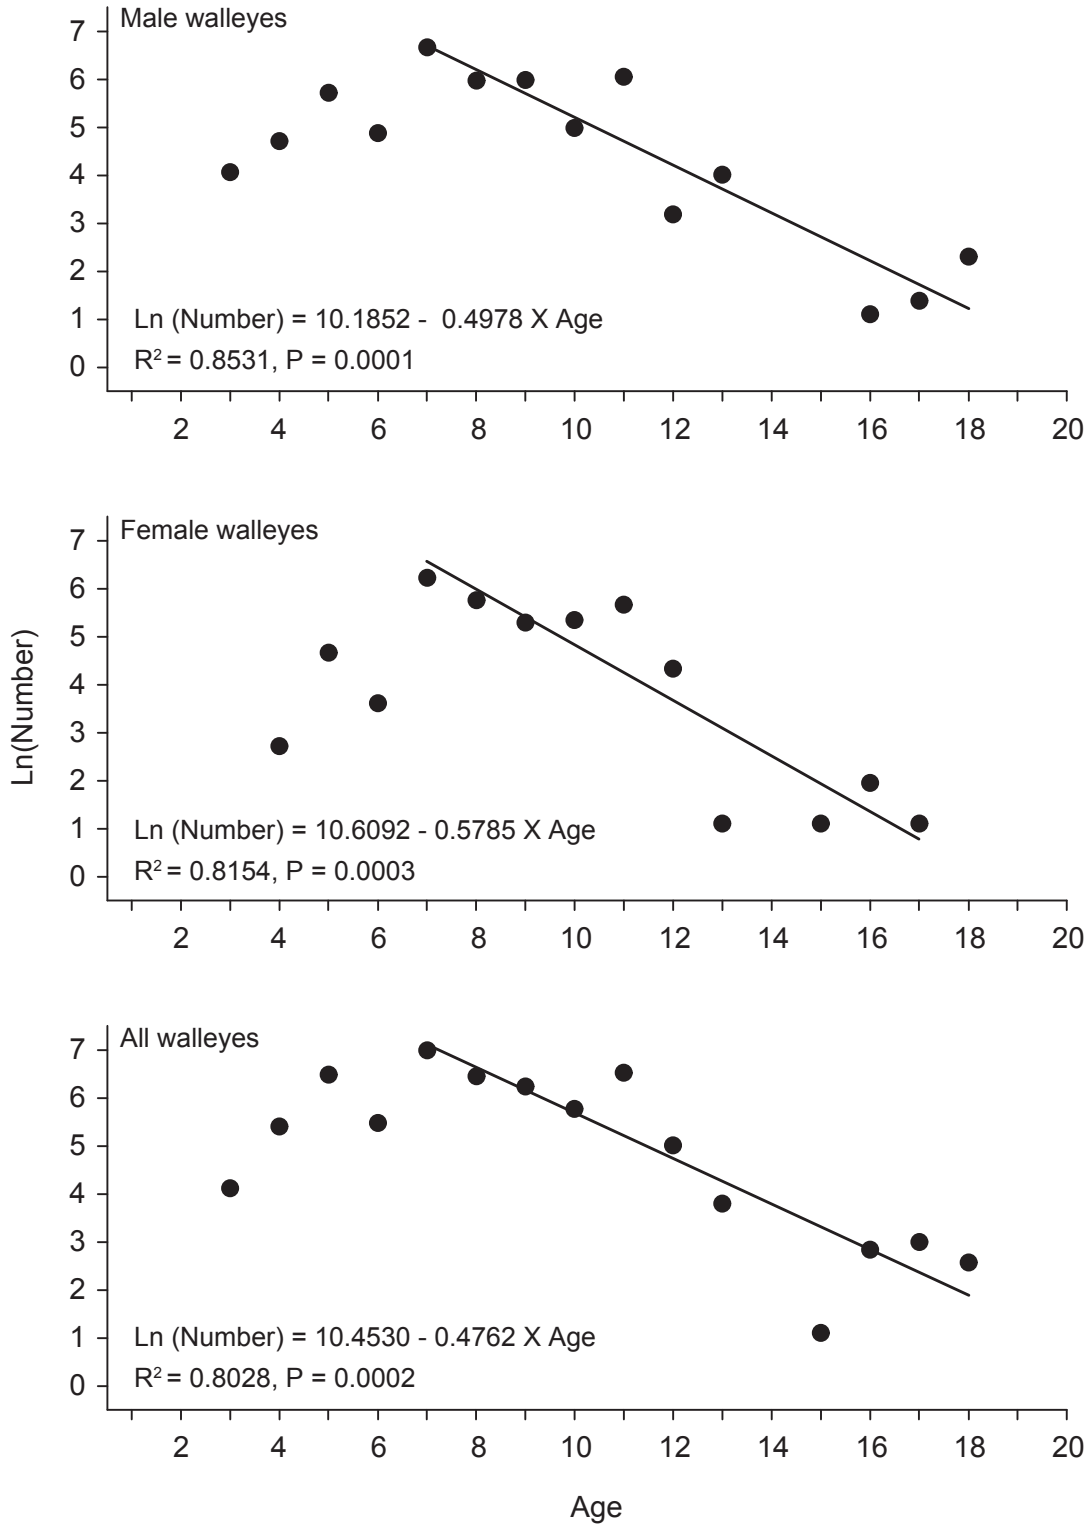 Male walleyes
7
6
5
4
3
2
1
0
Ln (Number) = 10.1852 - 0.4978 X Age
R² = 0.8531, P = 0.0001
2 4 6 8 10 12 14 16 18 20
Female walleyes
7
6
5
4
3
2
1
0
Ln(Number)
Ln (Number) = 10.6092 - 0.5785 X Age
R² = 0.8154, P = 0.0003
2 4 6 8 10 12 14 16 18 20
All walleyes
7
6
5
4
3
2
1
0
Ln (Number) = 10.4530 - 0.4762 X Age
R² = 0.8028, P = 0.0002
2 4 6 8 10 12 14 16 18 20
Age